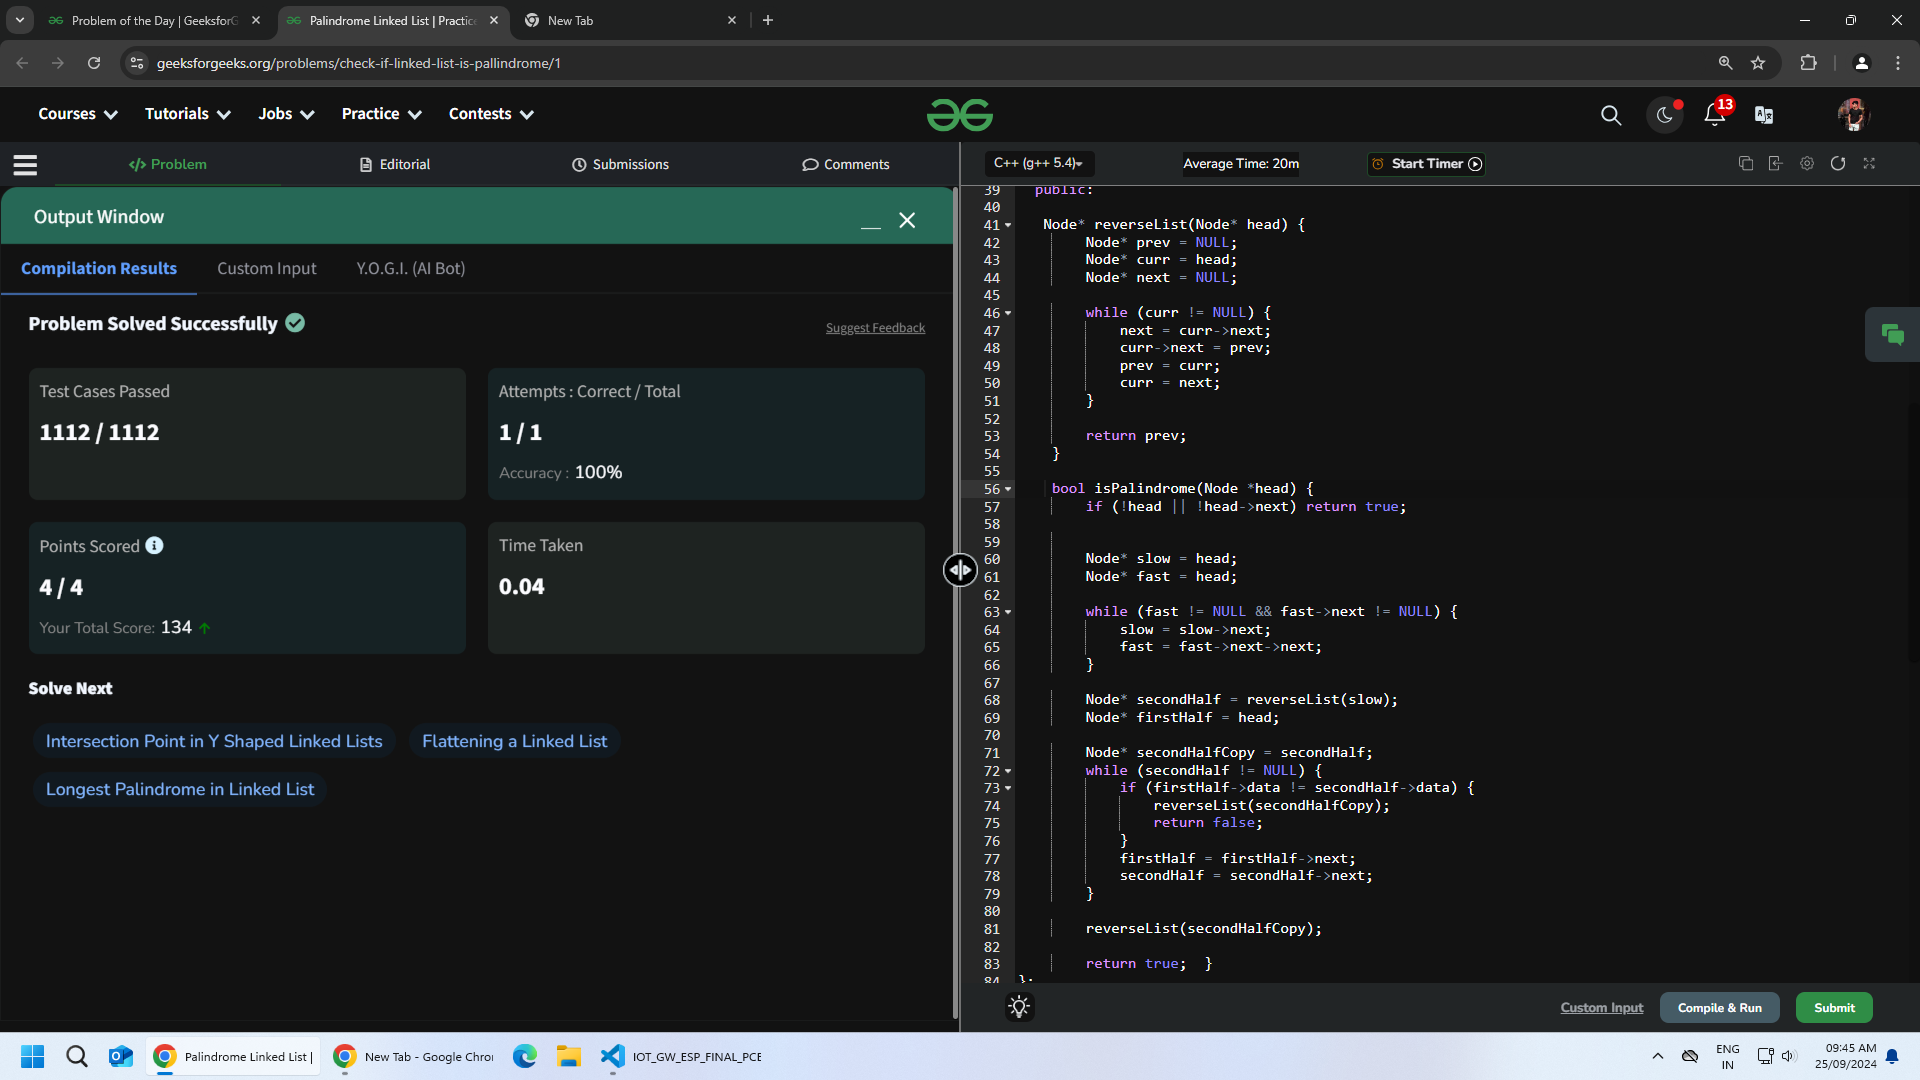 Problem of the Day | GeeksforG
Palindrome Linked List | Practice
New Tab
geeksforgeeks.org/problems/check-if-linked-list-is-pallindrome/1
Courses
Tutorials
Jobs
Practice
Contests
13
</> Problem
Editorial
Submissions
Comments
C++ (g++ 5.4)
Average Time: 20m
Start Timer
Output Window
Compilation Results
Custom Input
Y.O.G.I. (AI Bot)
Problem Solved Successfully
Suggest Feedback
Test Cases Passed
1112 / 1112
Attempts : Correct / Total
1 / 1
Accuracy : 100%
Points Scored
4 / 4
Your Total Score: 134
Time Taken
0.04
Solve Next
Intersection Point in Y Shaped Linked Lists
Flattening a Linked List
Longest Palindrome in Linked List
39 public:
40
41 Node* reverseList(Node* head) {
42 Node* prev = NULL;
43 Node* curr = head;
44 Node* next = NULL;
45
46 while (curr != NULL) {
47 next = curr->next;
48 curr->next = prev;
49 prev = curr;
50 curr = next;
51 }
52
53 return prev;
54 }
55
56 bool isPalindrome(Node *head) {
57 if (!head || !head->next) return true;
58
59
60 Node* slow = head;
61 Node* fast = head;
62
63 while (fast != NULL && fast->next != NULL) {
64 slow = slow->next;
65 fast = fast->next->next;
66 }
67
68 Node* secondHalf = reverseList(slow);
69 Node* firstHalf = head;
70
71 Node* secondHalfCopy = secondHalf;
72 while (secondHalf != NULL) {
73 if (firstHalf->data != secondHalf->data) {
74 reverseList(secondHalfCopy);
75 return false;
76 }
77 firstHalf = firstHalf->next;
78 secondHalf = secondHalf->next;
79 }
80
81 reverseList(secondHalfCopy);
82
83 return true; }
84 };
Custom Input
Compile & Run
Submit
Palindrome Linked List |
New Tab - Google Chro
IOT_GW_ESP_FINAL_PCE
ENG
IN
09:45 AM
25/09/2024